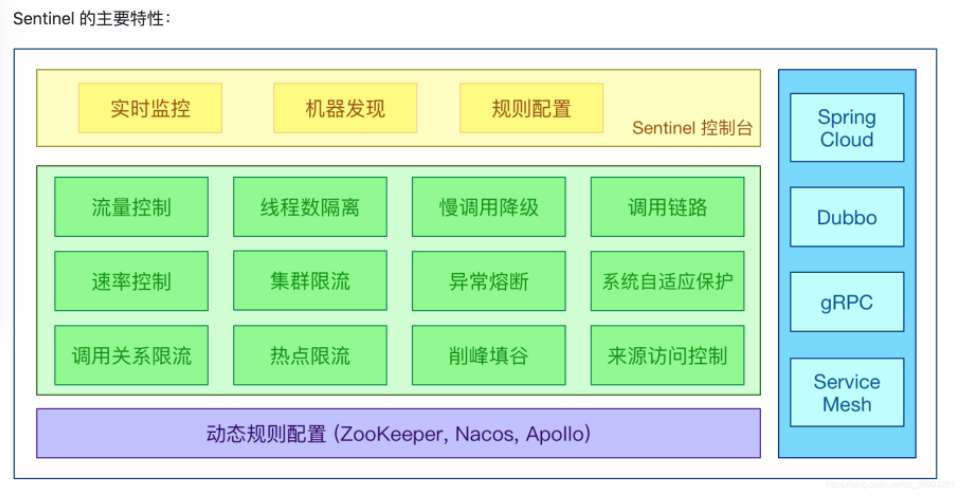 Sentinel 的主要特性：
实时监控
机器发现
规则配置
Sentinel 控制台
流量控制
线程数隔离
慢调用降级
调用链路
速率控制
集群限流
异常熔断
系统自适应保护
调用关系限流
热点限流
削峰填谷
来源访问控制
动态规则配置 (ZooKeeper, Nacos, Apollo)
Spring
Cloud
Dubbo
gRPC
Service
Mesh